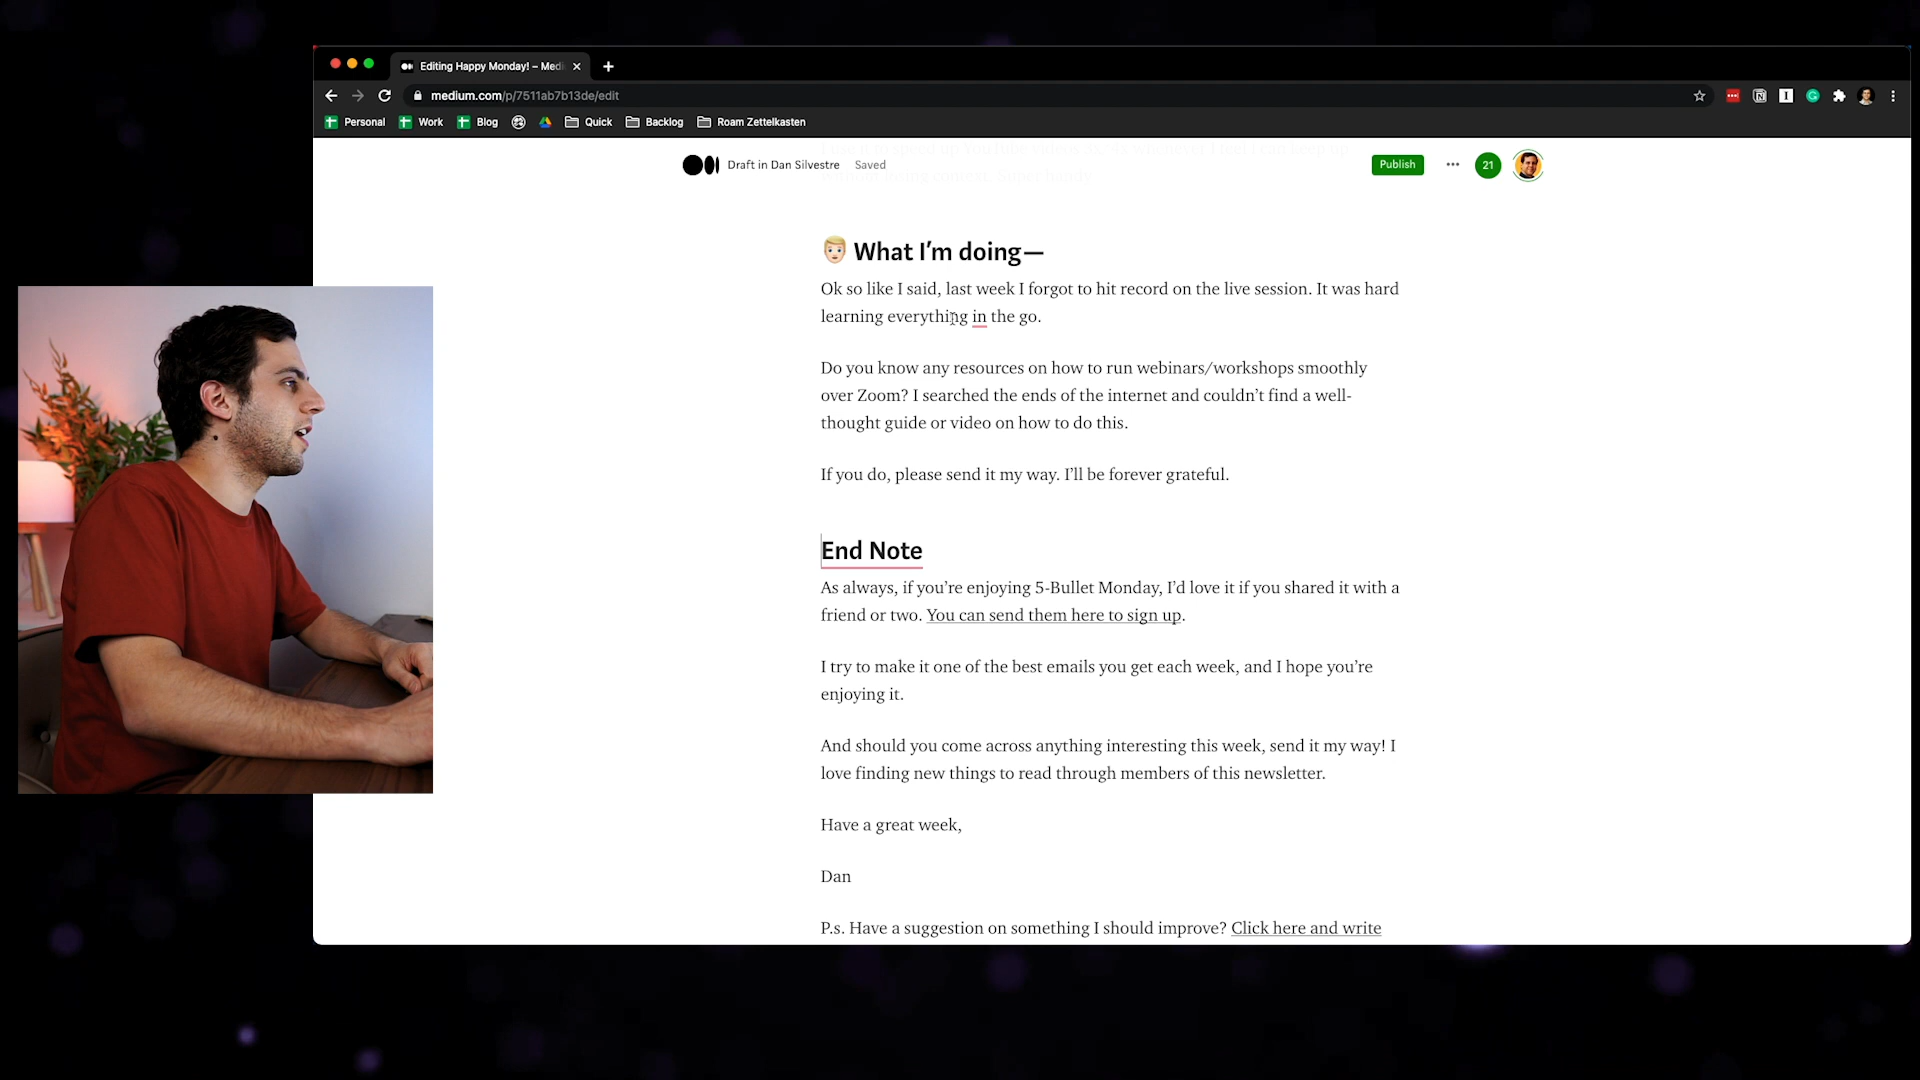 Editing Happy Monday! – Medi
medium.com/p/7511ab7b13de/edit
Personal
Work
Blog
Quick
Backlog
Roam Zettelkasten
Draft in Dan Silvestre
Saved
Publish
21
What I'm doing—
Ok so like I said, last week I forgot to hit record on the live session. It was hard
learning everything in the go.
Do you know any resources on how to run webinars/workshops smoothly
over Zoom? I searched the ends of the internet and couldn't find a well-
thought guide or video on how to do this.
If you do, please send it my way. I'll be forever grateful.
End Note
As always, if you're enjoying 5-Bullet Monday, I'd love it if you shared it with a
friend or two. You can send them here to sign up.
I try to make it one of the best emails you get each week, and I hope you're
enjoying it.
And should you come across anything interesting this week, send it my way! I
love finding new things to read through members of this newsletter.
Have a great week,
Dan
P.s. Have a suggestion on something I should improve? Click here and write